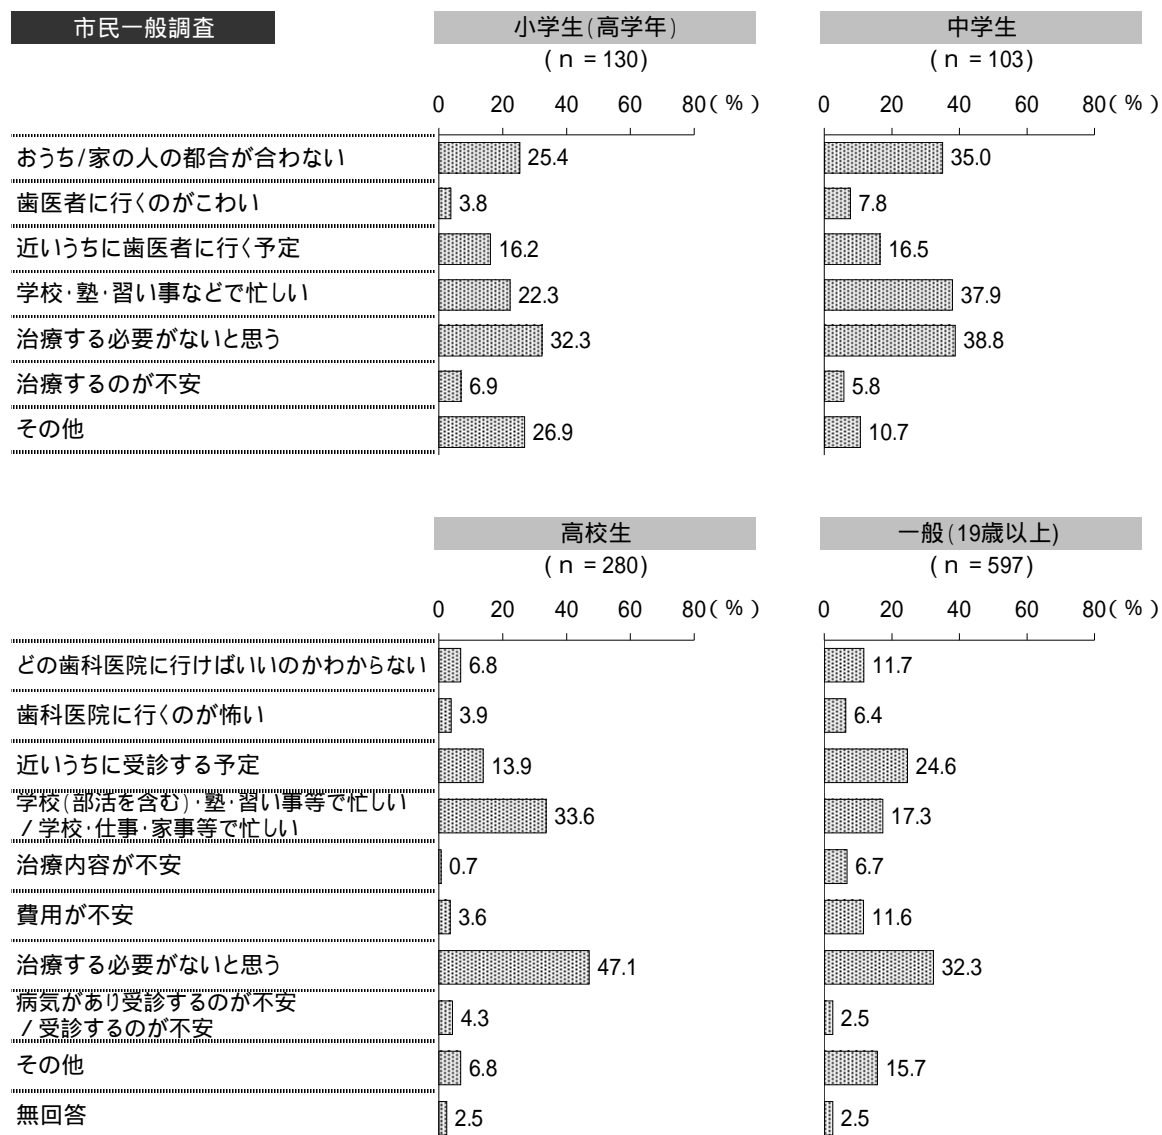 市民一般調査 小学生(高学年) 中学生
(n=130) (n=103)
0 20 40 60 80(%) 0 20 40 60 80(%)
おうち/家の人の都合が合わない 25.4 35.0
歯医者に行くのがこわい 3.8 7.8
近いうちに歯医者に行く予定 16.2 16.5
学校・塾・習い事などで忙しい 22.3 37.9
治療する必要がないと思う 32.3 38.8
治療するのが不安 6.9 5.8
その他 26.9 10.7
高校生 一般(19歳以上)
(n=280) (n=597)
0 20 40 60 80(%) 0 20 40 60 80(%)
どの歯科医院に行けばいいのかわからない 6.8 11.7
歯科医院に行くのが怖い 3.9 6.4
近いうちに受診する予定 13.9 24.6
学校(部活を含む)・塾・習い事等で忙しい
/学校・仕事・家事等で忙しい 33.6 17.3
治療内容が不安 0.7 6.7
費用が不安 3.6 11.6
治療する必要がないと思う 47.1 32.3
病気があり受診するのが不安
/受診するのが不安 4.3 2.5
その他 6.8 15.7
無回答 2.5 2.5